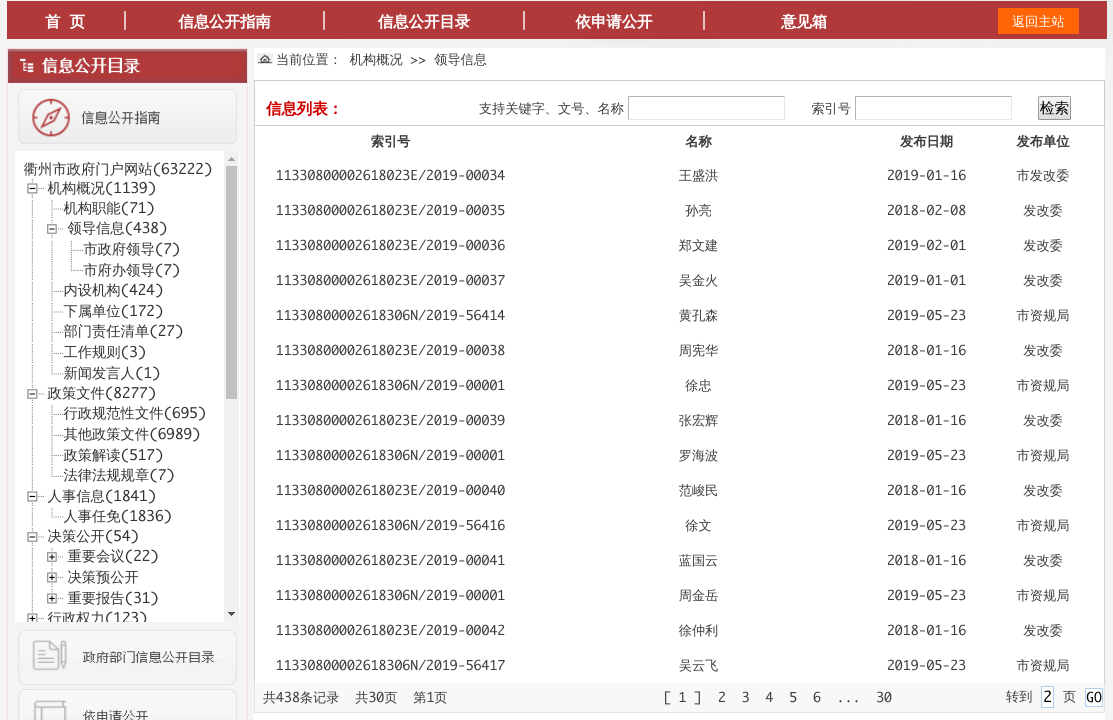 首 页 信息公开指南 信息公开目录 依申请公开 意见箱 返回主站
信息公开目录
信息公开指南
衢州市政府门户网站(63222)
机构概况(1139)
机构职能(71)
领导信息(438)
市政府领导(7)
市府办领导(7)
内设机构(424)
下属单位(172)
部门责任清单(27)
工作规则(3)
新闻发言人(1)
政策文件(8277)
行政规范性文件(695)
其他政策文件(6989)
政策解读(517)
法律法规规章(7)
人事信息(1841)
人事任免(1836)
决策公开(54)
重要会议(22)
决策预公开
重要报告(31)
行政权力(123)
政府部门信息公开目录
依申请公开
当前位置： 机构概况 >> 领导信息
信息列表： 支持关键字、文号、名称 索引号 检索
索引号 名称 发布日期 发布单位
11330800002618023E/2019-00034 王盛洪 2019-01-16 市发改委
11330800002618023E/2019-00035 孙亮 2018-02-08 发改委
11330800002618023E/2019-00036 郑文建 2019-02-01 发改委
11330800002618023E/2019-00037 吴金火 2019-01-01 发改委
11330800002618306N/2019-56414 黄孔森 2019-05-23 市资规局
11330800002618023E/2019-00038 周宪华 2018-01-16 发改委
11330800002618306N/2019-00001 徐忠 2019-05-23 市资规局
11330800002618023E/2019-00039 张宏辉 2018-01-16 发改委
11330800002618306N/2019-00001 罗海波 2019-05-23 市资规局
11330800002618023E/2019-00040 范峻民 2018-01-16 发改委
11330800002618306N/2019-56416 徐文 2019-05-23 市资规局
11330800002618023E/2019-00041 蓝国云 2018-01-16 发改委
11330800002618306N/2019-00001 周金岳 2019-05-23 市资规局
11330800002618023E/2019-00042 徐仲利 2018-01-16 发改委
11330800002618306N/2019-56417 吴云飞 2019-05-23 市资规局
共438条记录 共30页 第1页 [ 1 ] 2 3 4 5 6 ... 30 转到 2 页 GO